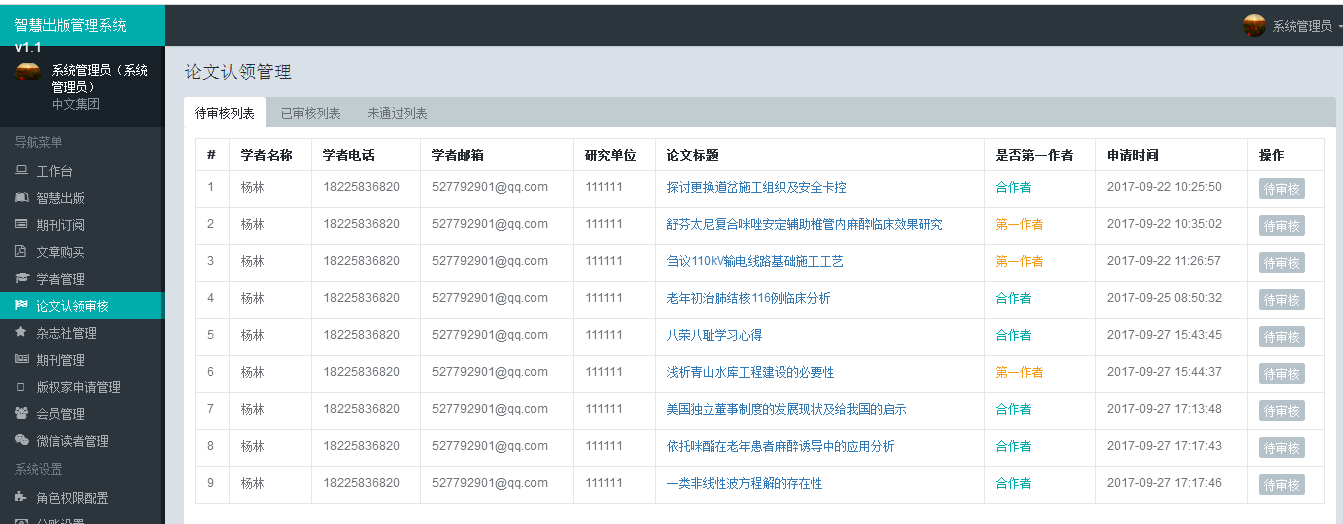 智慧出版管理系统
v1.1
系统管理员
系统管理员（系统
管理员）
中文集团
导航菜单
工作台
智慧出版
期刊订阅
文章购买
学者管理
论文认领审核
杂志社管理
期刊管理
版权家申请管理
会员管理
微信读者管理
系统设置
角色权限配置
分账设置
论文认领管理
待审核列表 已审核列表 未通过列表
# 学者名称 学者电话 学者邮箱 研究单位 论文标题 是否第一作者 申请时间 操作
1 杨林 18225836820 527792901@qq.com 111111 探讨更换道岔施工组织及安全卡控 合作者 2017-09-22 10:25:50 待审核
2 杨林 18225836820 527792901@qq.com 111111 舒芬太尼复合咪唑安定辅助椎管内麻醉临床效果研究 第一作者 2017-09-22 10:35:02 待审核
3 杨林 18225836820 527792901@qq.com 111111 刍议110kV输电线路基础施工工艺 第一作者 2017-09-22 11:26:57 待审核
4 杨林 18225836820 527792901@qq.com 111111 老年初治肺结核116例临床分析 合作者 2017-09-25 08:50:32 待审核
5 杨林 18225836820 527792901@qq.com 111111 八荣八耻学习心得 合作者 2017-09-27 15:43:45 待审核
6 杨林 18225836820 527792901@qq.com 111111 浅析青山水库工程建设的必要性 第一作者 2017-09-27 15:44:37 待审核
7 杨林 18225836820 527792901@qq.com 111111 美国独立董事制度的发展现状及给我国的启示 合作者 2017-09-27 17:13:48 待审核
8 杨林 18225836820 527792901@qq.com 111111 依托咪酯在老年患者麻醉诱导中的应用分析 合作者 2017-09-27 17:17:43 待审核
9 杨林 18225836820 527792901@qq.com 111111 一类非线性波方程解的存在性 合作者 2017-09-27 17:17:46 待审核